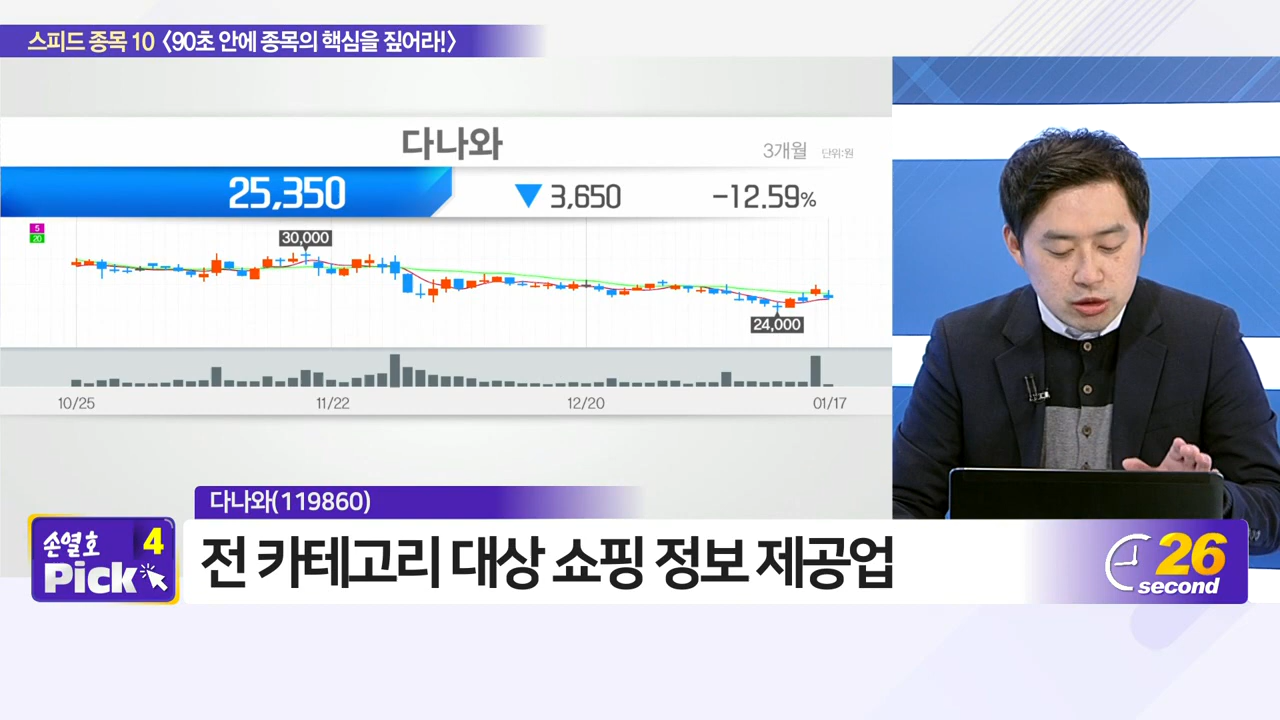 스피드 종목 10 〈90초 안에 종목의 핵심을 짚어라!〉
다나와
3개월 단위:원
25,350 ▼ 3,650 -12.59%
5
20
30,000
24,000
10/25 11/22 12/20 01/17
다나와(119860)
손열호 4
Pick
전 카테고리 대상 쇼핑 정보 제공업
26
second